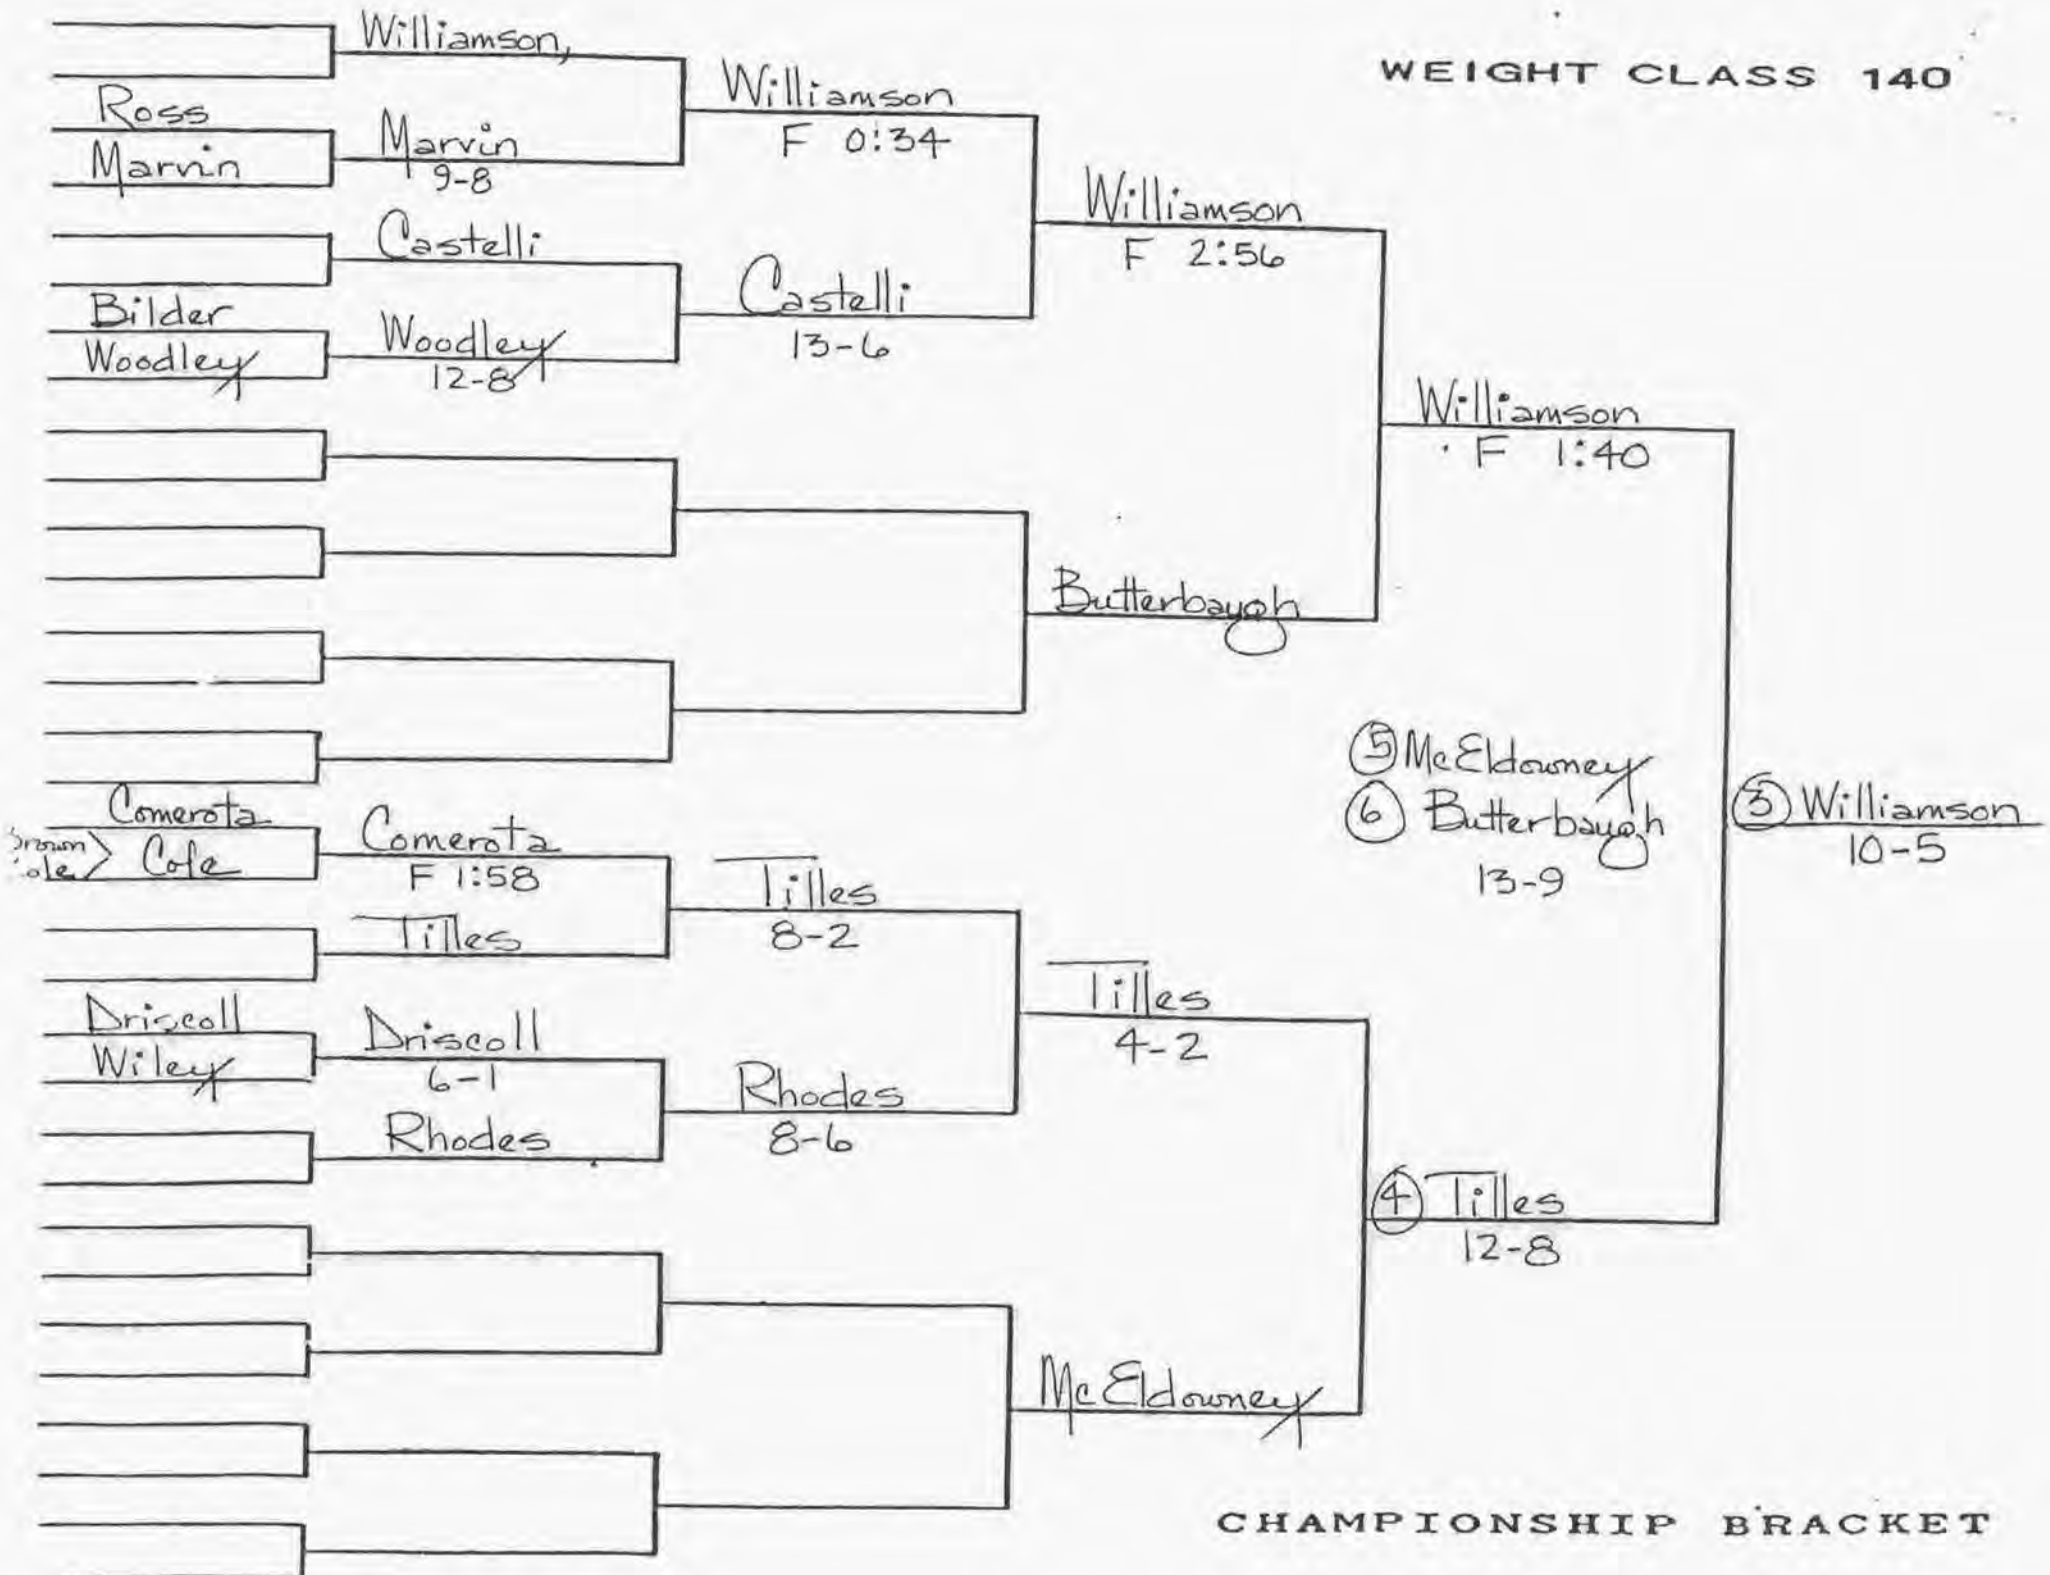 WEIGHT CLASS 140
Williamson,
Ross
Marvin
Marvin
9-8
Williamson
F 0:34
Castelli
Bilder
Woodley
Woodley
12-8
Castelli
13-6
Williamson
F 2:56
Butterbaugh
Williamson
F 1:40
Comerota
Cole
Comerota
F 1:58
Tilles
Tilles
8-2
Driscoll
Wiley
Driscoll
6-1
Rhodes
Rhodes
8-6
Tilles
4-2
McEldowney
4 Tilles
12-8
5 McEldowney
6 Butterbaugh
13-9
3 Williamson
10-5
CHAMPIONSHIP BRACKET